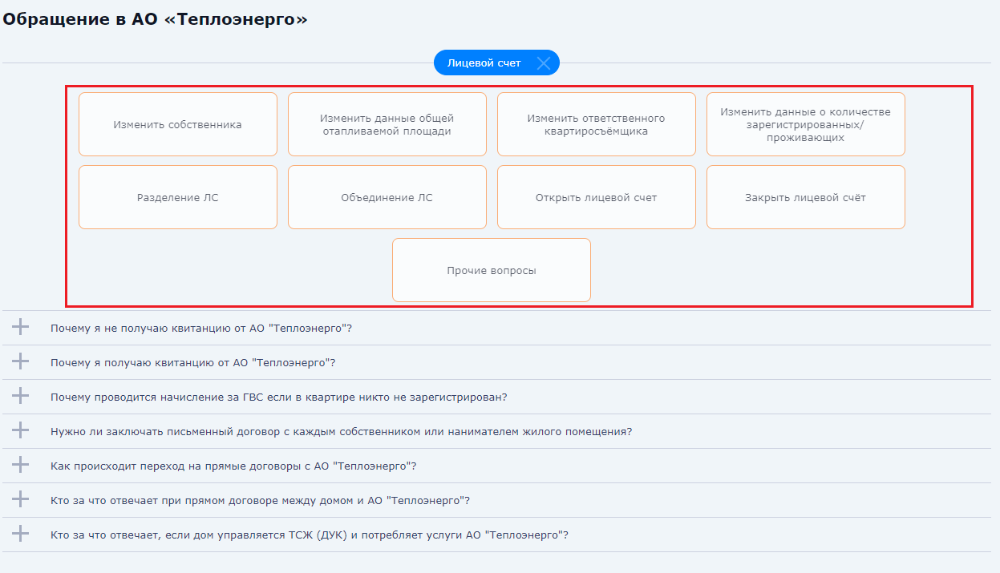 Обращение в АО «Теплоэнерго»
Лицевой счет
Изменить собственника
Изменить данные общей
отапливаемой площади
Изменить ответственного
квартиросъёмщика
Изменить данные о количестве
зарегистрированных/
проживающих
Разделение ЛС
Объединение ЛС
Открыть лицевой счет
Закрыть лицевой счёт
Прочие вопросы
Почему я не получаю квитанцию от АО "Теплоэнерго"?
Почему я получаю квитанцию от АО "Теплоэнерго"?
Почему проводится начисление за ГВС если в квартире никто не зарегистрирован?
Нужно ли заключать письменный договор с каждым собственником или нанимателем жилого помещения?
Как происходит переход на прямые договоры с АО "Теплоэнерго"?
Кто за что отвечает при прямом договоре между домом и АО "Теплоэнерго"?
Кто за что отвечает, если дом управляется ТСЖ (ДУК) и потребляет услуги АО "Теплоэнерго"?